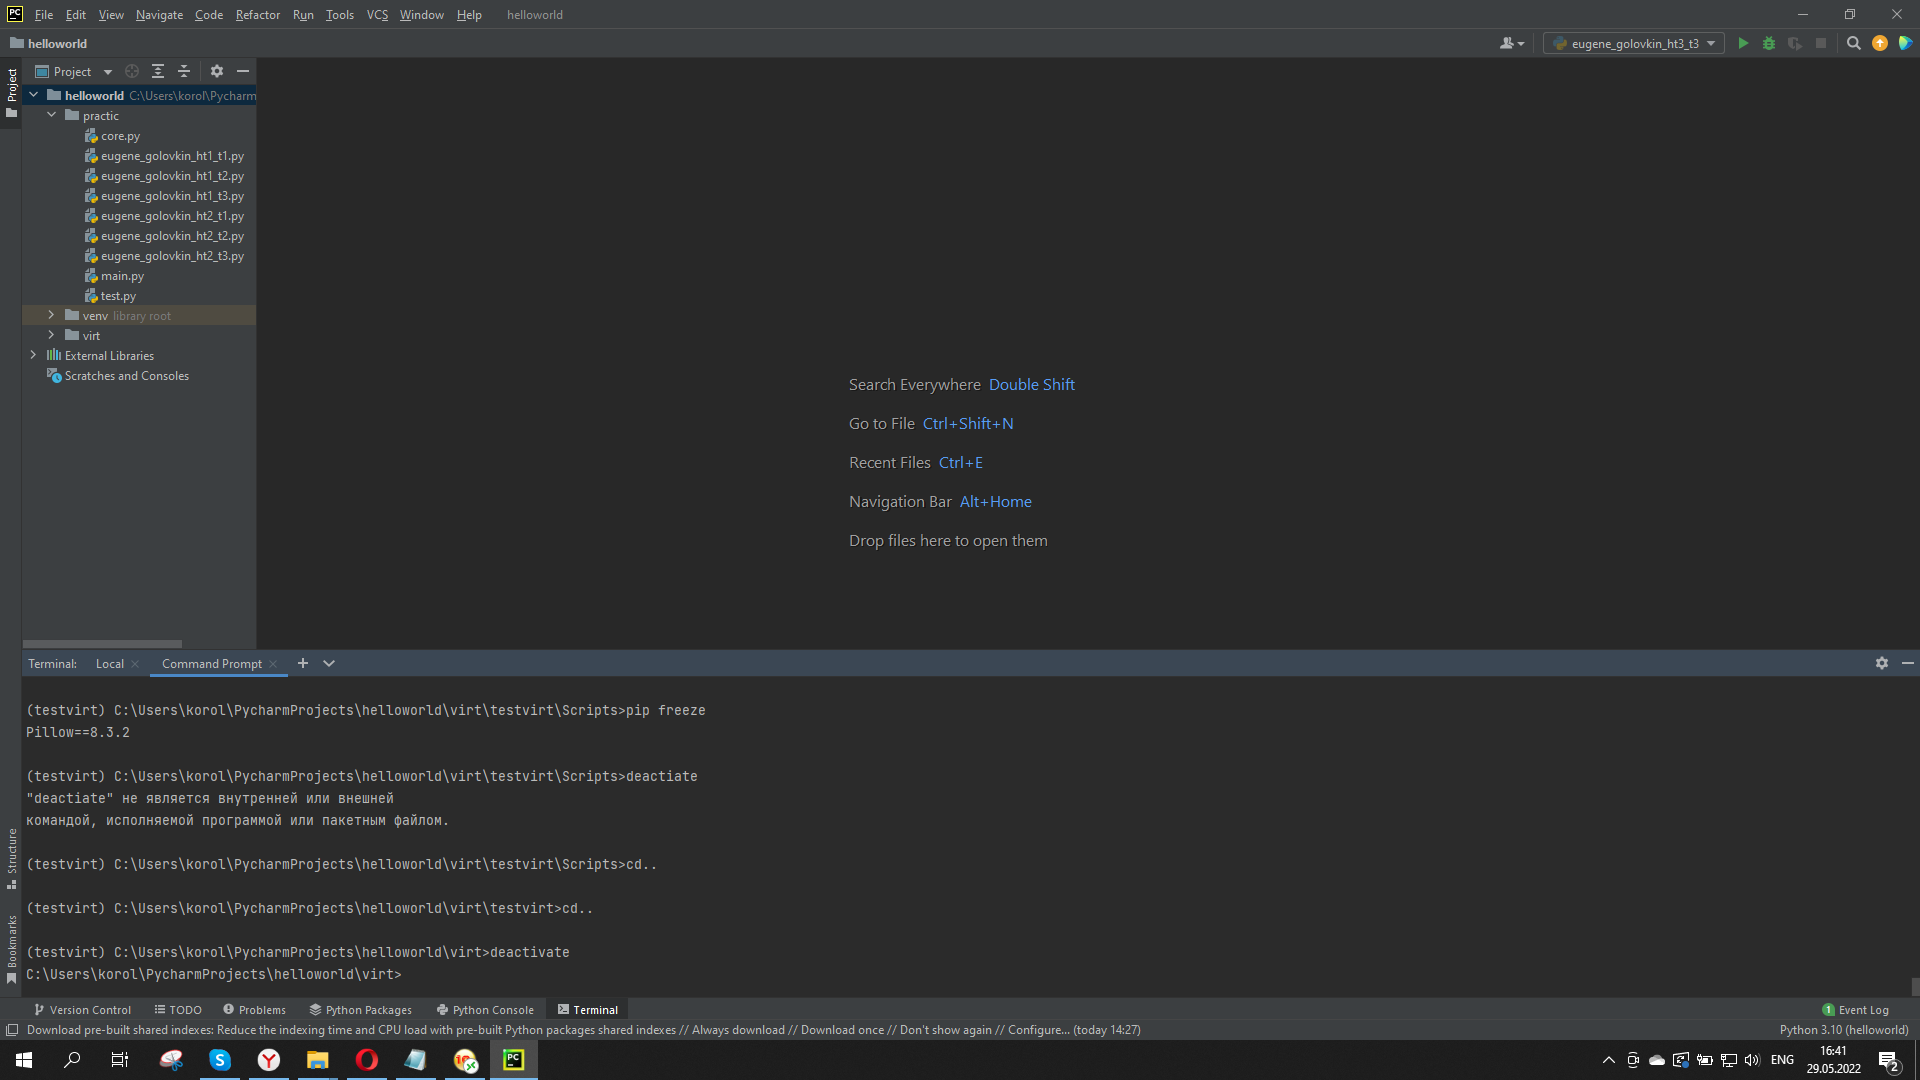 PC File Edit View Navigate Code Refactor Run Tools VCS Window Help helloworld
helloworld eugene_golovkin_ht3_t3
Project
Project
helloworld C:\Users\korol\Pycharm
practic
core.py
eugene_golovkin_ht1_t1.py
eugene_golovkin_ht1_t2.py
eugene_golovkin_ht1_t3.py
eugene_golovkin_ht2_t1.py
eugene_golovkin_ht2_t2.py
eugene_golovkin_ht2_t3.py
main.py
test.py
venv library root
virt
External Libraries
Scratches and Consoles
Search Everywhere Double Shift
Go to File Ctrl+Shift+N
Recent Files Ctrl+E
Navigation Bar Alt+Home
Drop files here to open them
Terminal: Local Command Prompt
(testvirt) C:\Users\korol\PycharmProjects\helloworld\virt\testvirt\Scripts>pip freeze
Pillow==8.3.2
(testvirt) C:\Users\korol\PycharmProjects\helloworld\virt\testvirt\Scripts>deactiate
"deactiate" не является внутренней или внешней
командой, исполняемой программой или пакетным файлом.
(testvirt) C:\Users\korol\PycharmProjects\helloworld\virt\testvirt\Scripts>cd..
(testvirt) C:\Users\korol\PycharmProjects\helloworld\virt\testvirt>cd..
(testvirt) C:\Users\korol\PycharmProjects\helloworld\virt>deactivate
C:\Users\korol\PycharmProjects\helloworld\virt>
Structure
Bookmarks
Version Control TODO Problems Python Packages Python Console Terminal 1 Event Log
Download pre-built shared indexes: Reduce the indexing time and CPU load with pre-built Python packages shared indexes // Always download // Download once // Don't show again // Configure... (today 14:27) Python 3.10 (helloworld)
PC ENG 16:41
29.05.2022 2